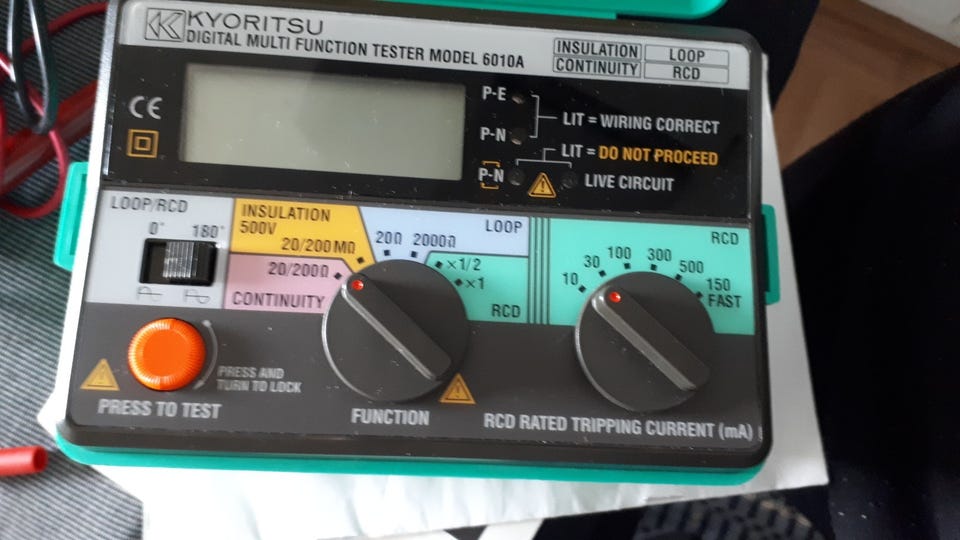 KYORITSU
DIGITAL MULTI FUNCTION TESTER MODEL 6010A
INSULATION LOOP
CONTINUITY RCD
CE
P-E
P-N
LIT = WIRING CORRECT
LIT = DO NOT PROCEED
P-N
LIVE CIRCUIT
LOOP/RCD
0° 180°
INSULATION
500V
20/200MΩ
20/200Ω
CONTINUITY
200 2000Ω
LOOP
×1/2
×1
RCD
RCD
10 30 100 300 500 150
FAST
PRESS AND
TURN TO LOCK
PRESS TO TEST
FUNCTION
RCD RATED TRIPPING CURRENT (mA)